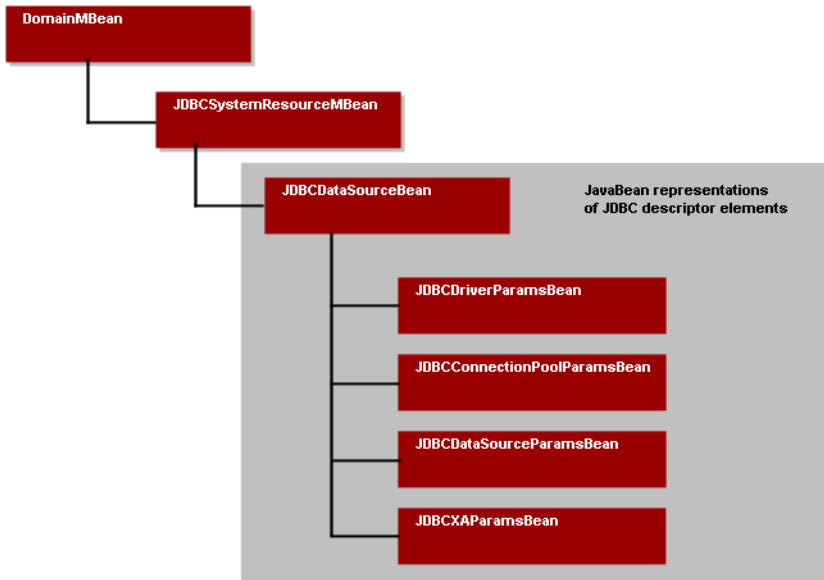 DomainMBean
JDBCSystemResourceMBean
JDBCDataSourceBean
JavaBean representations
of JDBC descriptor elements
JDBCDriverParamsBean
JDBCConnectionPoolParamsBean
JDBCDataSourceParamsBean
JDBCXAParamsBean